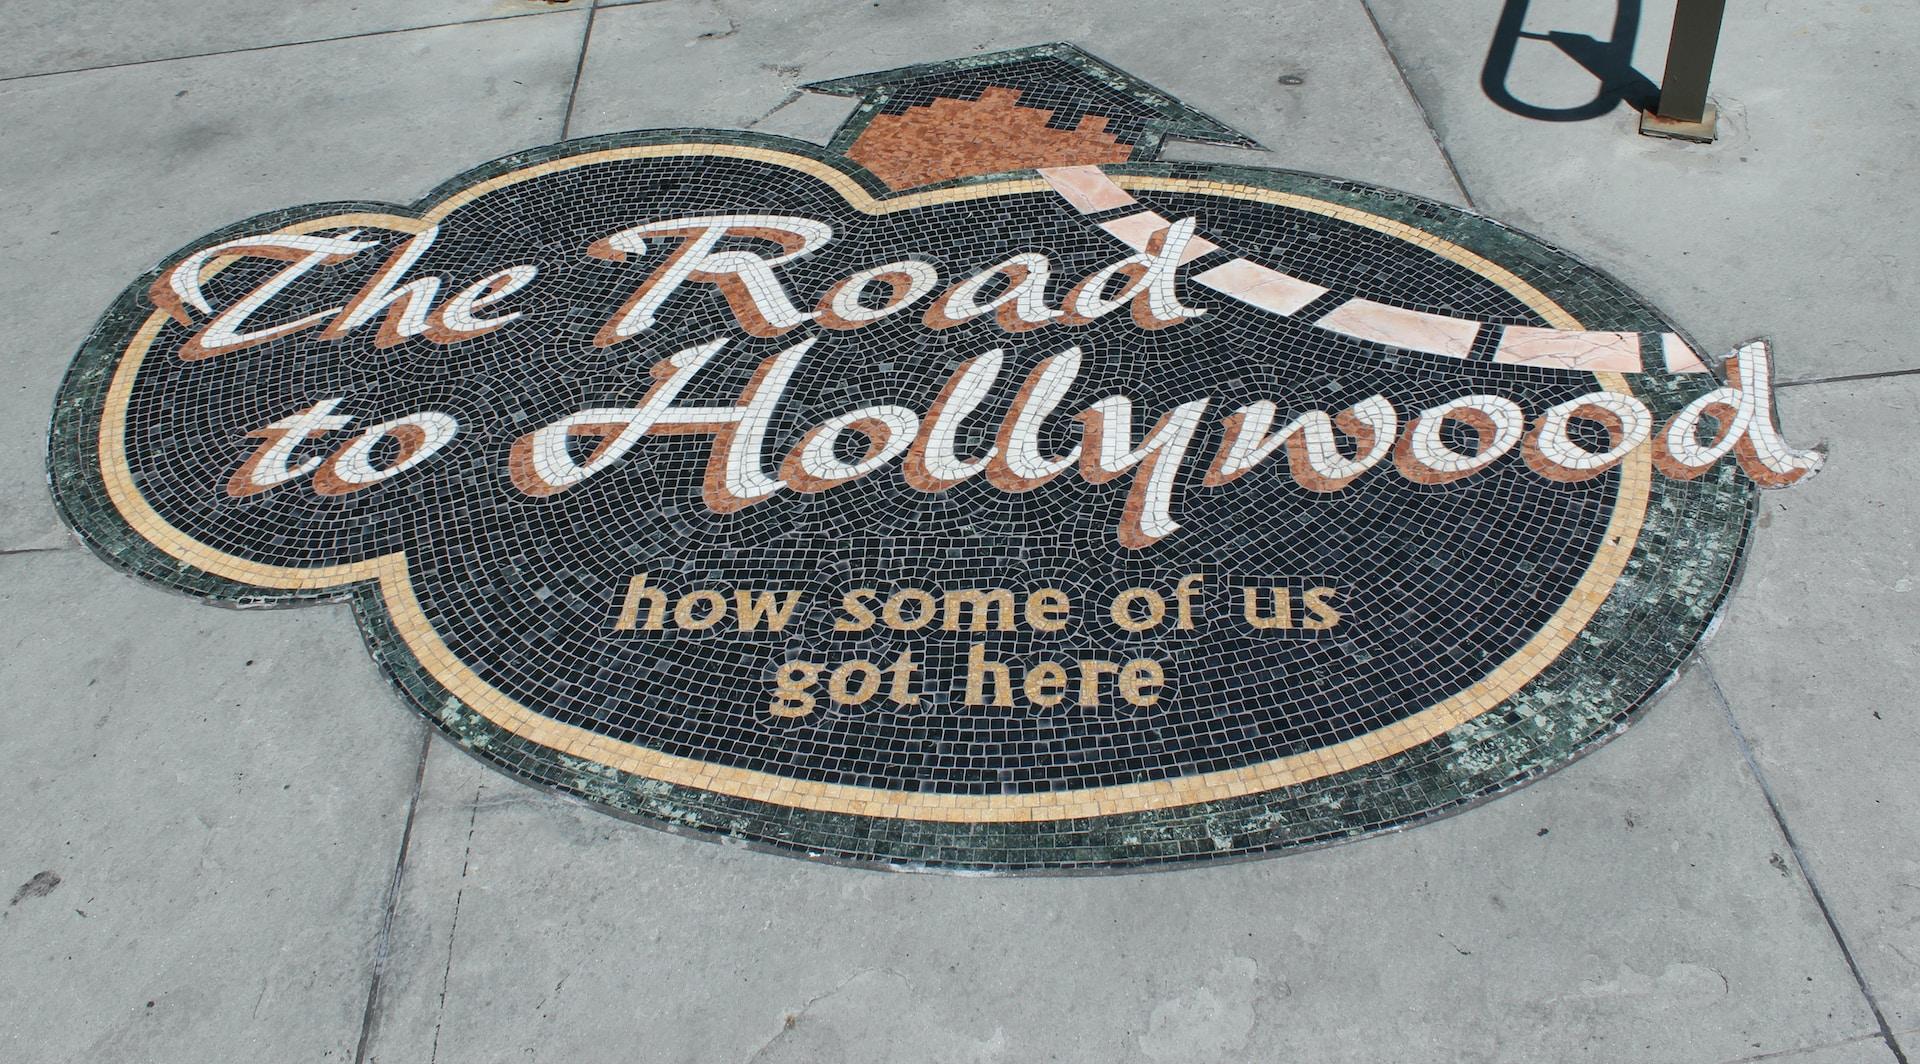 The Road
to Hollywood
how some of us
got here